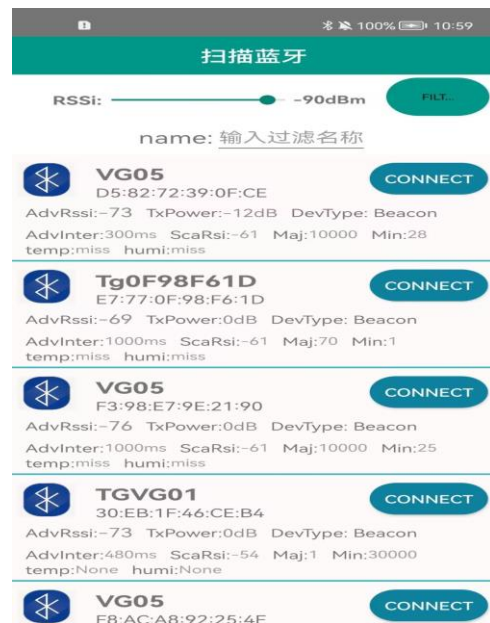 100% 10:59
扫描蓝牙
RSSi: -90dBm FILT...
name: 输入过滤名称
VG05
D5:82:72:39:0F:CE
CONNECT
AdvRssi:-73 TxPower:-12dB DevType: Beacon
AdvInter:300ms ScaRsi:-61 Maj:10000 Min:28
temp:miss humi:miss
Tg0F98F61D
E7:77:0F:98:F6:1D
CONNECT
AdvRssi:-69 TxPower:0dB DevType: Beacon
AdvInter:1000ms ScaRsi:-61 Maj:70 Min:1
temp:miss humi:miss
VG05
F3:98:E7:9E:21:90
CONNECT
AdvRssi:-76 TxPower:0dB DevType: Beacon
AdvInter:1000ms ScaRsi:-61 Maj:10000 Min:25
temp:miss humi:miss
TGVG01
30:EB:1F:46:CE:B4
CONNECT
AdvRssi:-73 TxPower:0dB DevType: Beacon
AdvInter:480ms ScaRsi:-54 Maj:1 Min:30000
temp:None humi:None
VG05
F8:AC:A8:92:25:4F
CONNECT